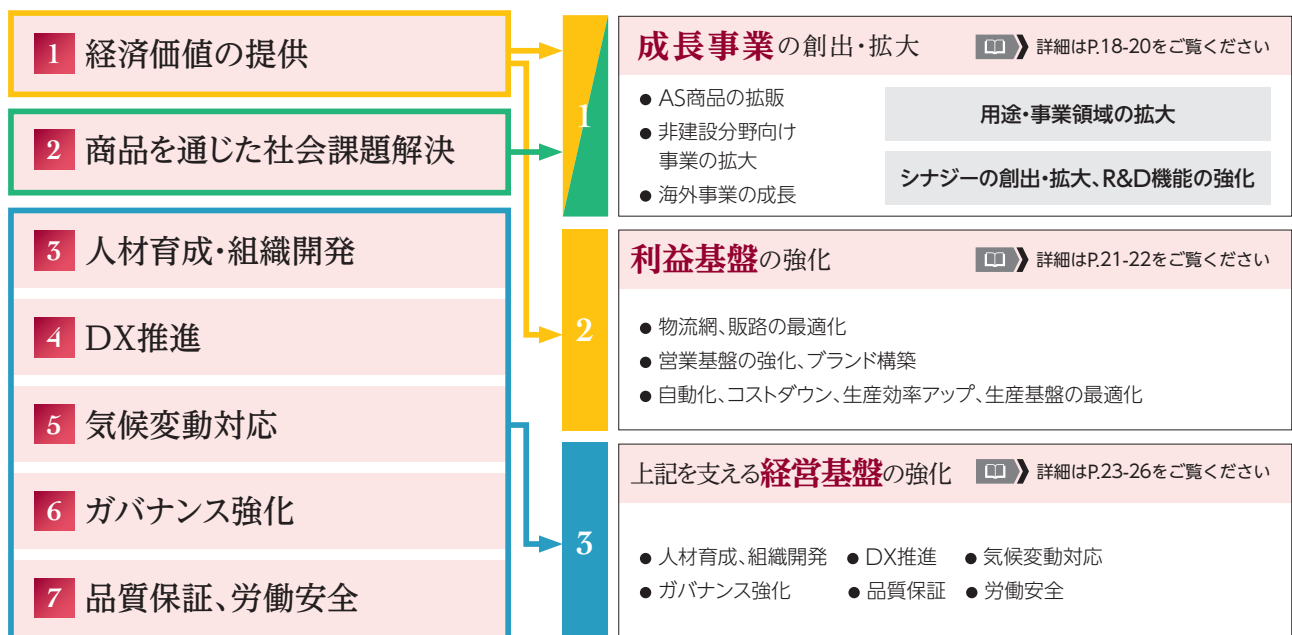 1 経済価値の提供
2 商品を通じた社会課題解決
3 人材育成・組織開発
4 DX推進
5 気候変動対応
6 ガバナンス強化
7 品質保証、労働安全
1
成長事業の創出・拡大
詳細はP.18-20をご覧ください
● AS商品の拡販
● 非建設分野向け
事業の拡大
● 海外事業の成長
用途・事業領域の拡大
シナジーの創出・拡大、R&D機能の強化
2
利益基盤の強化
詳細はP.21-22をご覧ください
● 物流網、販路の最適化
● 営業基盤の強化、ブランド構築
● 自動化、コストダウン、生産効率アップ、生産基盤の最適化
3
上記を支える経営基盤の強化
詳細はP.23-26をご覧ください
● 人材育成、組織開発 ● DX推進 ● 気候変動対応
● ガバナンス強化 ● 品質保証 ● 労働安全